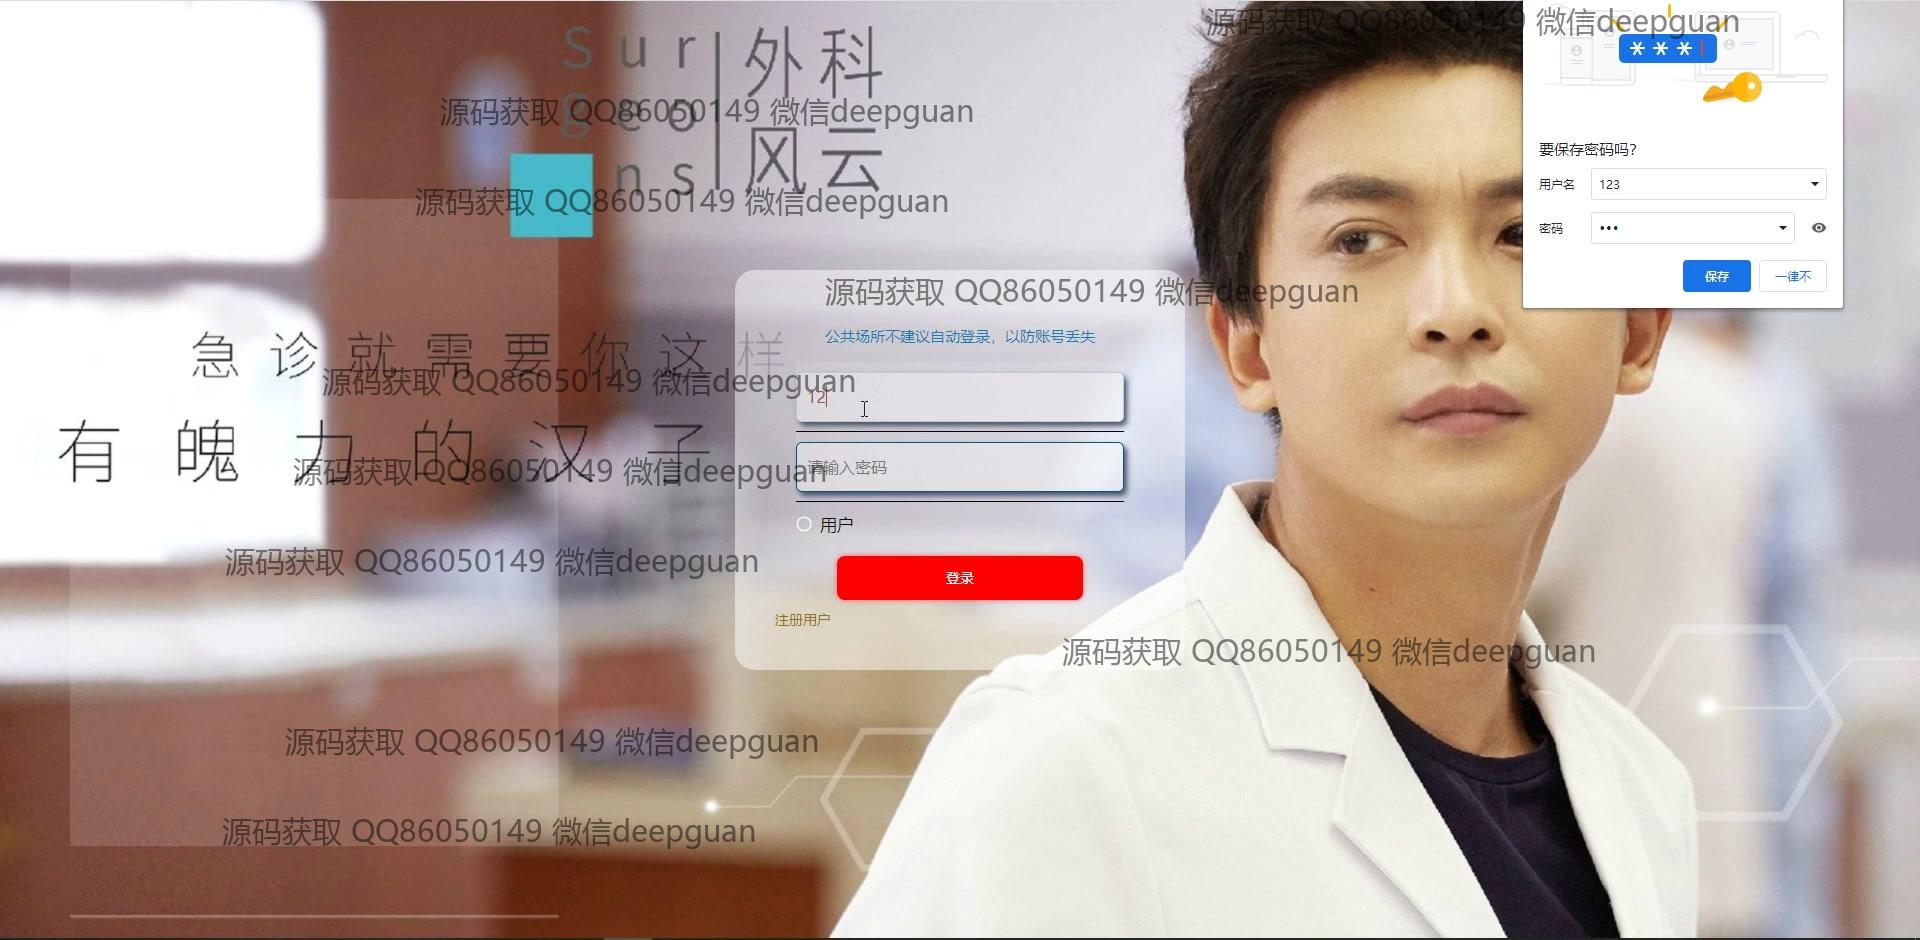 源码获取 QQ86050149 微信deepguan
Sur
geo
ns
外科
风云
源码获取 QQ86050149 微信deepguan
源码获取 QQ86050149 微信deepguan
***
要保存密码吗?
用户名 123
密码 •••
保存 一律不
源码获取 QQ86050149 微信deepguan
公共场所不建议自动登录，以防账号丢失
急诊就需要你这样
源码获取 QQ86050149 微信deepguan
12
有魄力的汉子
源码获取 QQ86050149 微信deepguan
请输入密码
用户
源码获取 QQ86050149 微信deepguan
登录
注册用户
源码获取 QQ86050149 微信deepguan
源码获取 QQ86050149 微信deepguan
源码获取 QQ86050149 微信deepguan